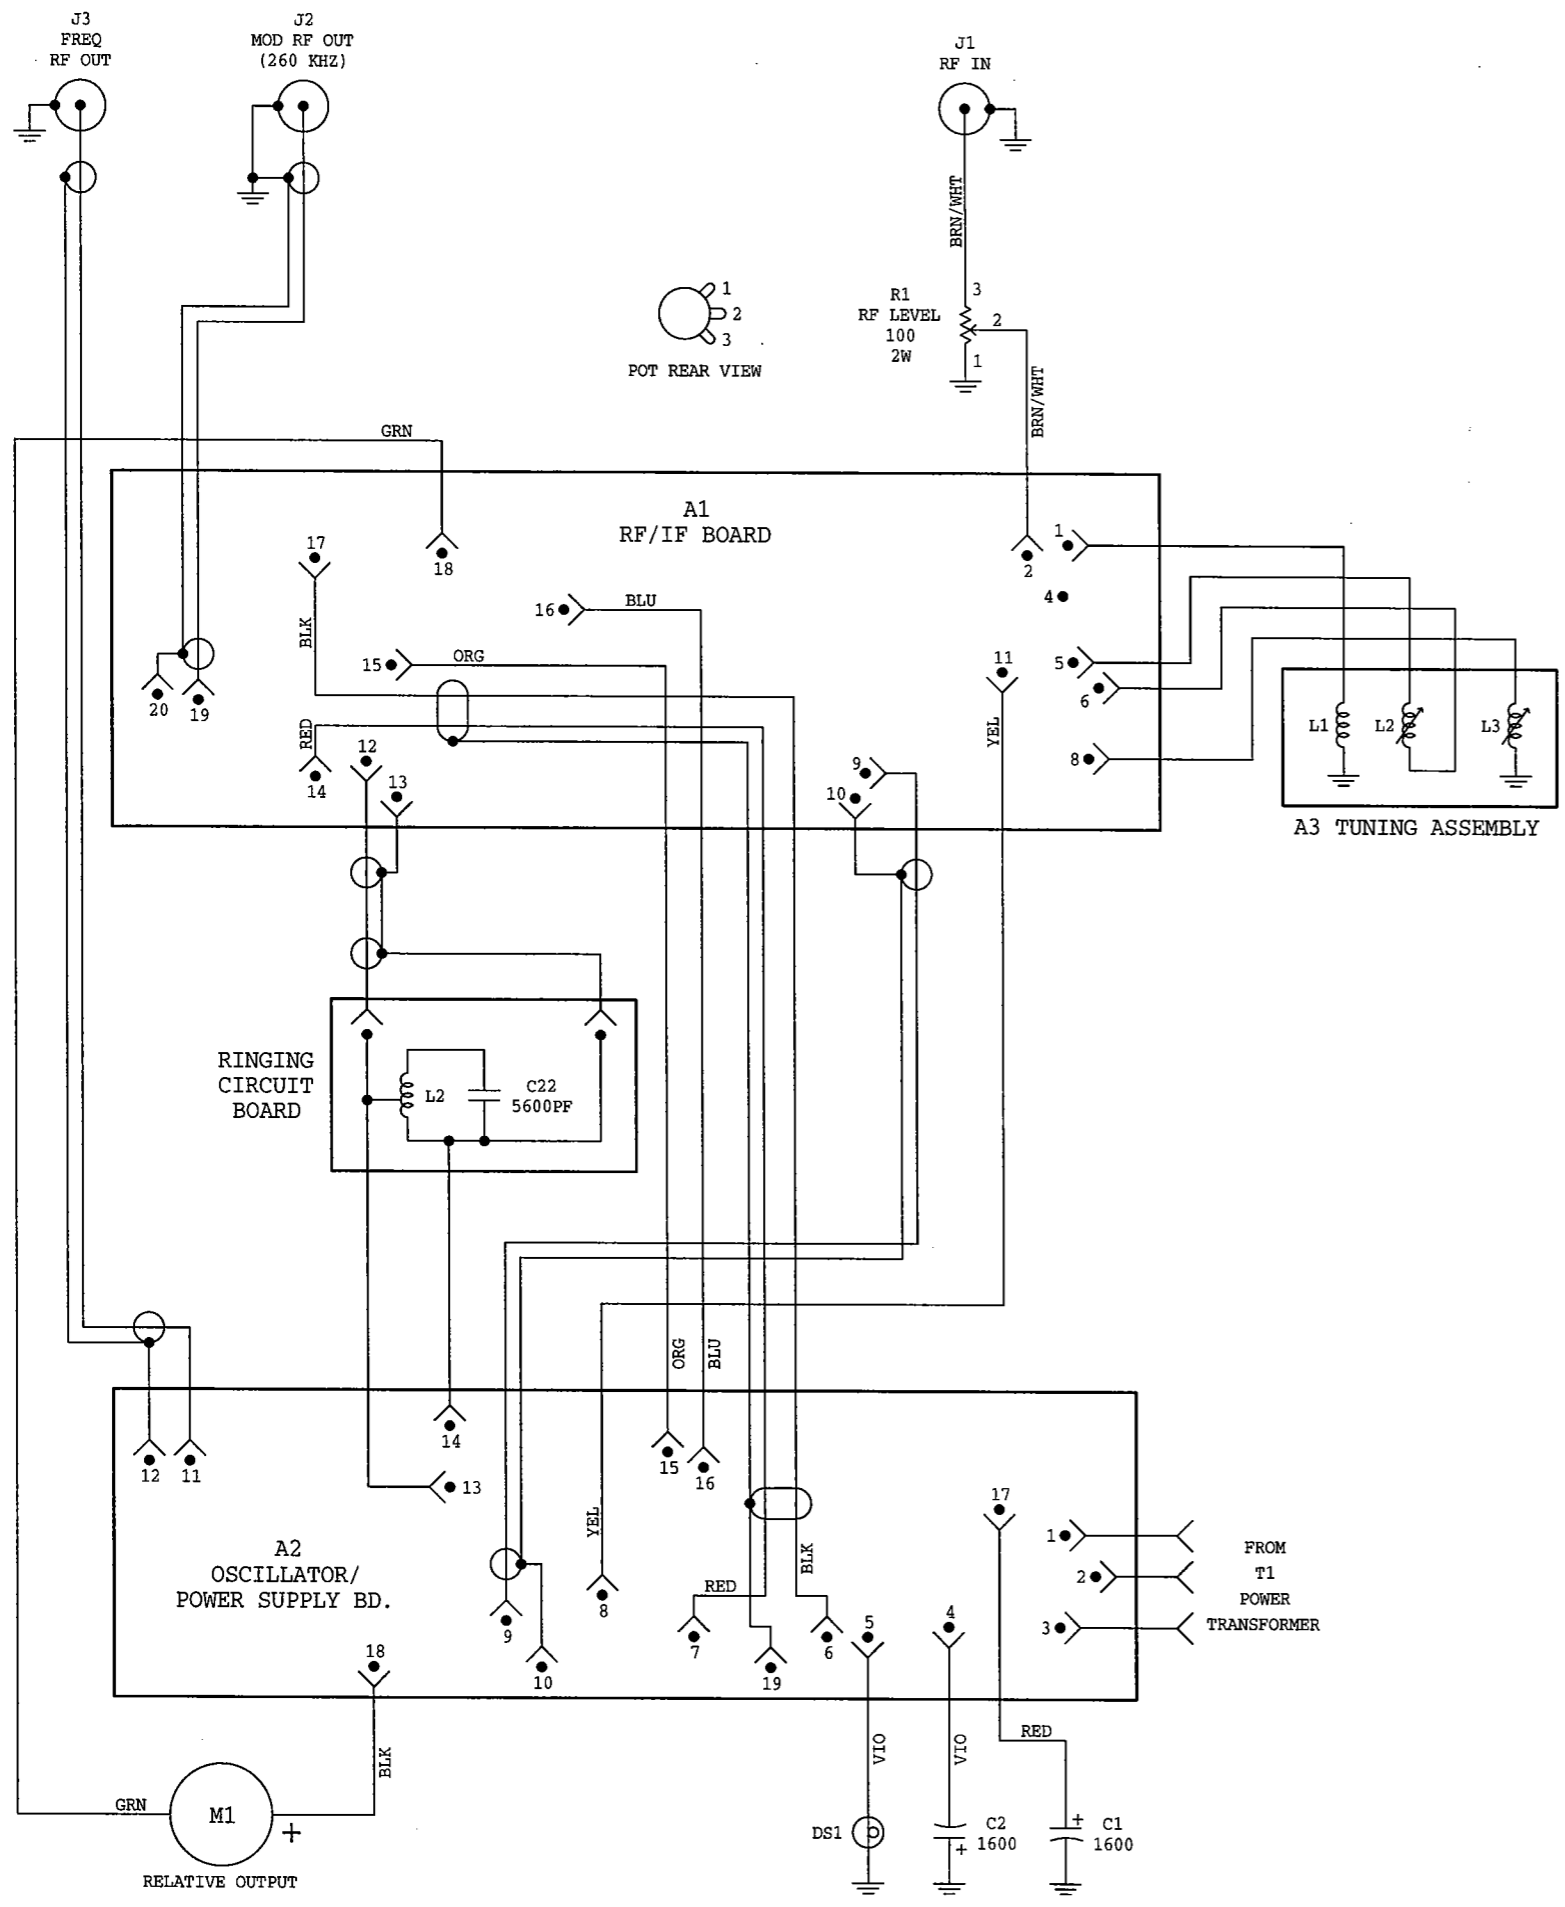 J3
FREQ
RF OUT
J2
MOD RF OUT
(260 KHZ)
J1
RF IN
BRN/WHT
1
2
3
POT REAR VIEW
R1
RF LEVEL
100
2W
3
2
1
BRN/WHT
GRN
A1
RF/IF BOARD
17
18
2
1
4
16
BLU
BLK
15
ORG
11
5
6
20
19
RED
YEL
14
12
13
9
10
8
L1
L2
L3
A3 TUNING ASSEMBLY
RINGING
CIRCUIT
BOARD
L2
C22
5600PF
ORG
BLU
12
11
14
13
15
16
17
A2
OSCILLATOR/
POWER SUPPLY BD.
YEL
BLK
RED
1
2
3
FROM
T1
POWER
TRANSFORMER
9
10
8
7
19
6
5
4
18
BLK
VIO
VIO
RED
GRN
M1
+
RELATIVE OUTPUT
DS1
C2
1600
+
+
C1
1600